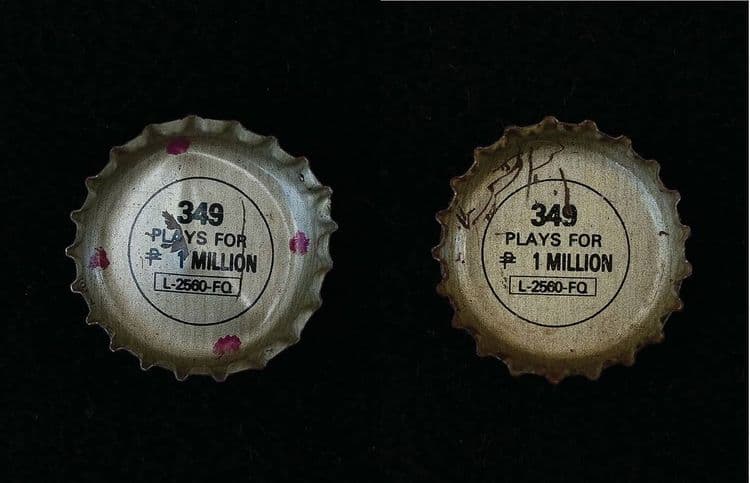 349
PLAYS FOR
₱ 1 MILLION
L-2560-FQ
349
PLAYS FOR
₱ 1 MILLION
L-2560-FQ